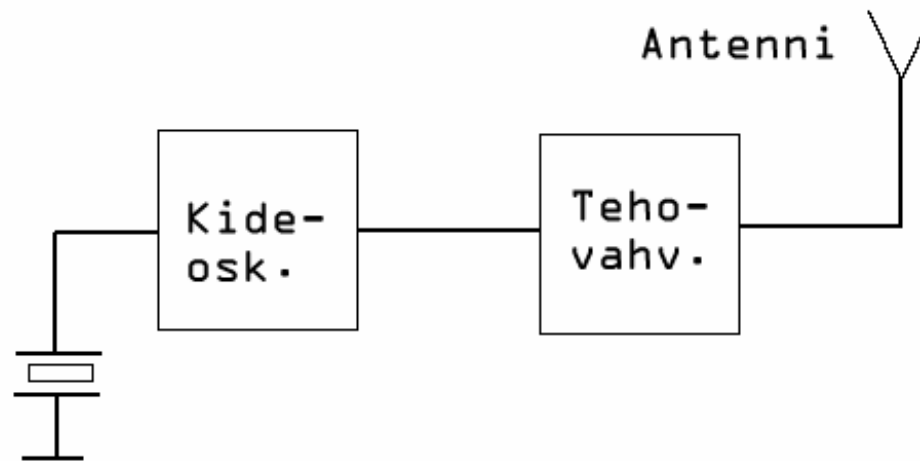 Antenni
Kide-
osk.
Teho-
vahv.